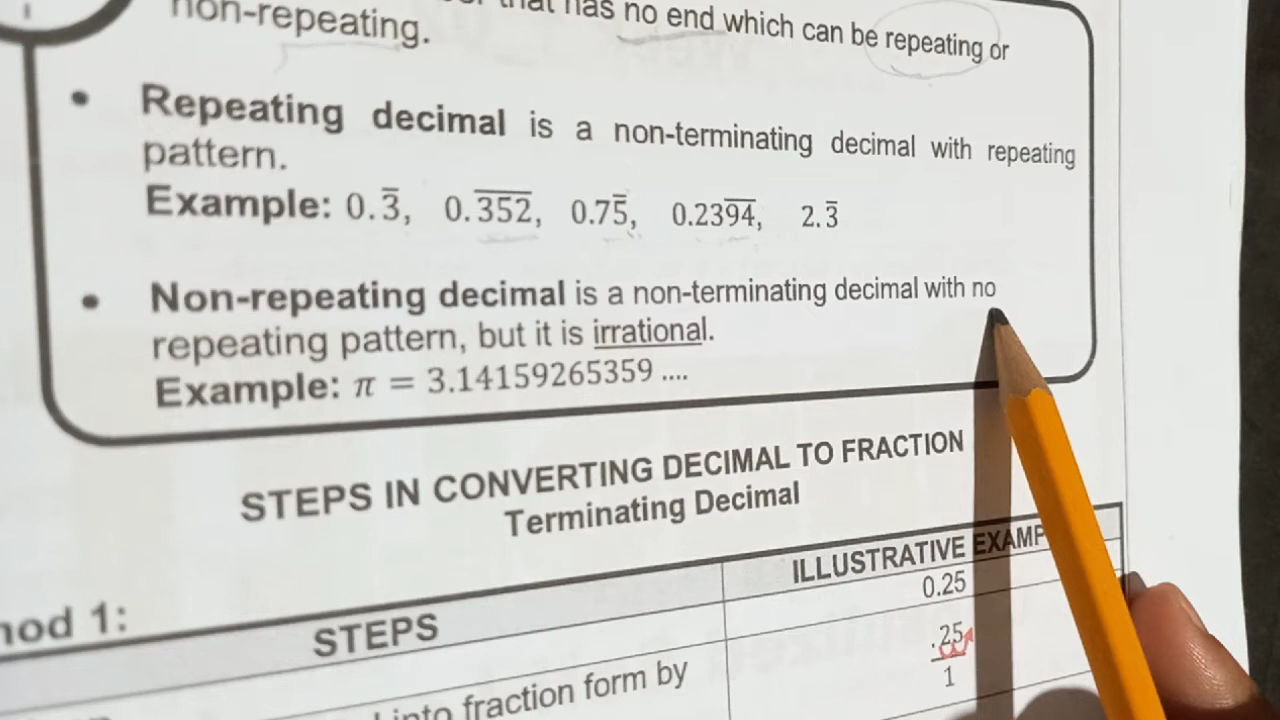 that has no end which can be repeating or
non-repeating.
• Repeating decimal is a non-terminating decimal with repeating
pattern.
Example: 0.3̅, 0.3̅5̅2̅, 0.75̅, 0.239̅4̅, 2.3̅
• Non-repeating decimal is a non-terminating decimal with no
repeating pattern, but it is irrational.
Example: π = 3.14159265359 ....
STEPS IN CONVERTING DECIMAL TO FRACTION
Terminating Decimal
1:
STEPS
ILLUSTRATIVE
0.25
.25
1
into fraction form by